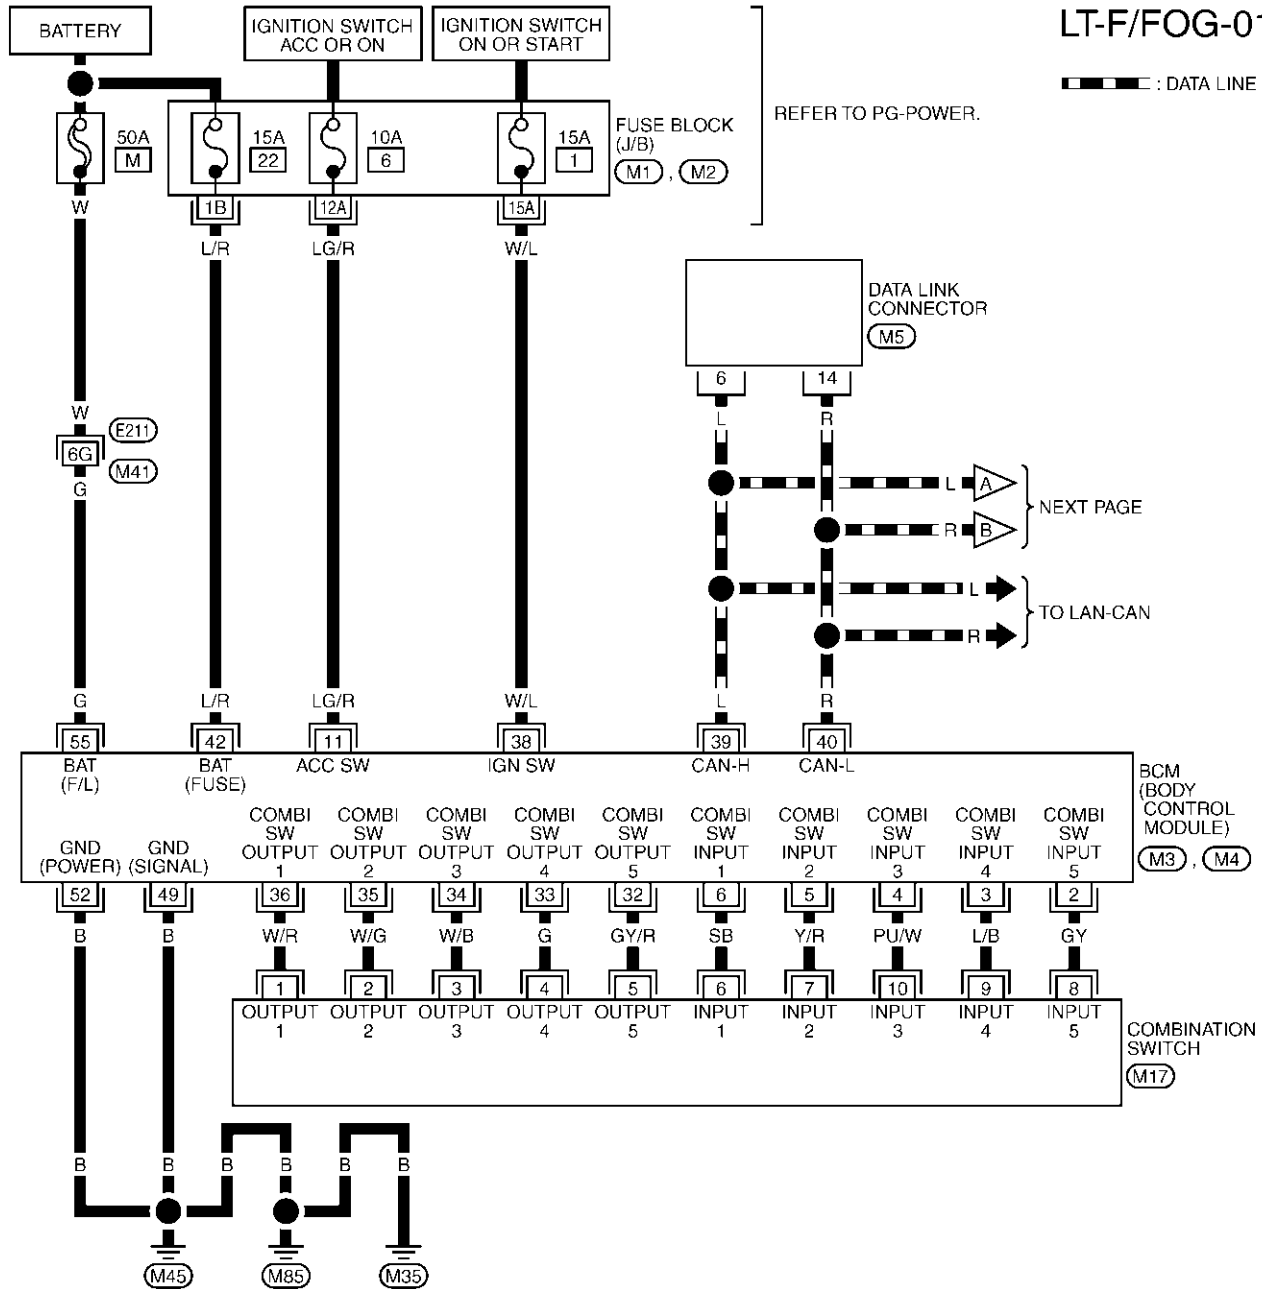 LT-F/FOG-01
BATTERY
IGNITION SWITCH
ACC OR ON
IGNITION SWITCH
ON OR START
: DATA LINE
REFER TO PG-POWER.
50A
M
15A
22
10A
6
15A
1
FUSE BLOCK
(J/B)
M1 , M2
W
1B
12A
15A
L/R
LG/R
W/L
DATA LINK
CONNECTOR
M5
6
14
L
R
W
E211
6G
M41
G
L
A
R
B
NEXT PAGE
L
R
TO LAN-CAN
G
L/R
LG/R
W/L
L
R
55
42
11
38
39
40
BAT
(F/L)
BAT
(FUSE)
ACC SW
IGN SW
CAN-H
CAN-L
BCM
(BODY
CONTROL
MODULE)
M3 , M4
GND
(POWER)
GND
(SIGNAL)
COMBI
SW
OUTPUT
1
COMBI
SW
OUTPUT
2
COMBI
SW
OUTPUT
3
COMBI
SW
OUTPUT
4
COMBI
SW
OUTPUT
5
COMBI
SW
INPUT
1
COMBI
SW
INPUT
2
COMBI
SW
INPUT
3
COMBI
SW
INPUT
4
COMBI
SW
INPUT
5
52
49
36
35
34
33
32
6
5
4
3
2
B
B
W/R
W/G
W/B
G
GY/R
SB
Y/R
PU/W
L/B
GY
1
2
3
4
5
6
7
10
9
8
OUTPUT
1
OUTPUT
2
OUTPUT
3
OUTPUT
4
OUTPUT
5
INPUT
1
INPUT
2
INPUT
3
INPUT
4
INPUT
5
COMBINATION
SWITCH
M17
B
B
B
B
B
B
M45
M85
M35